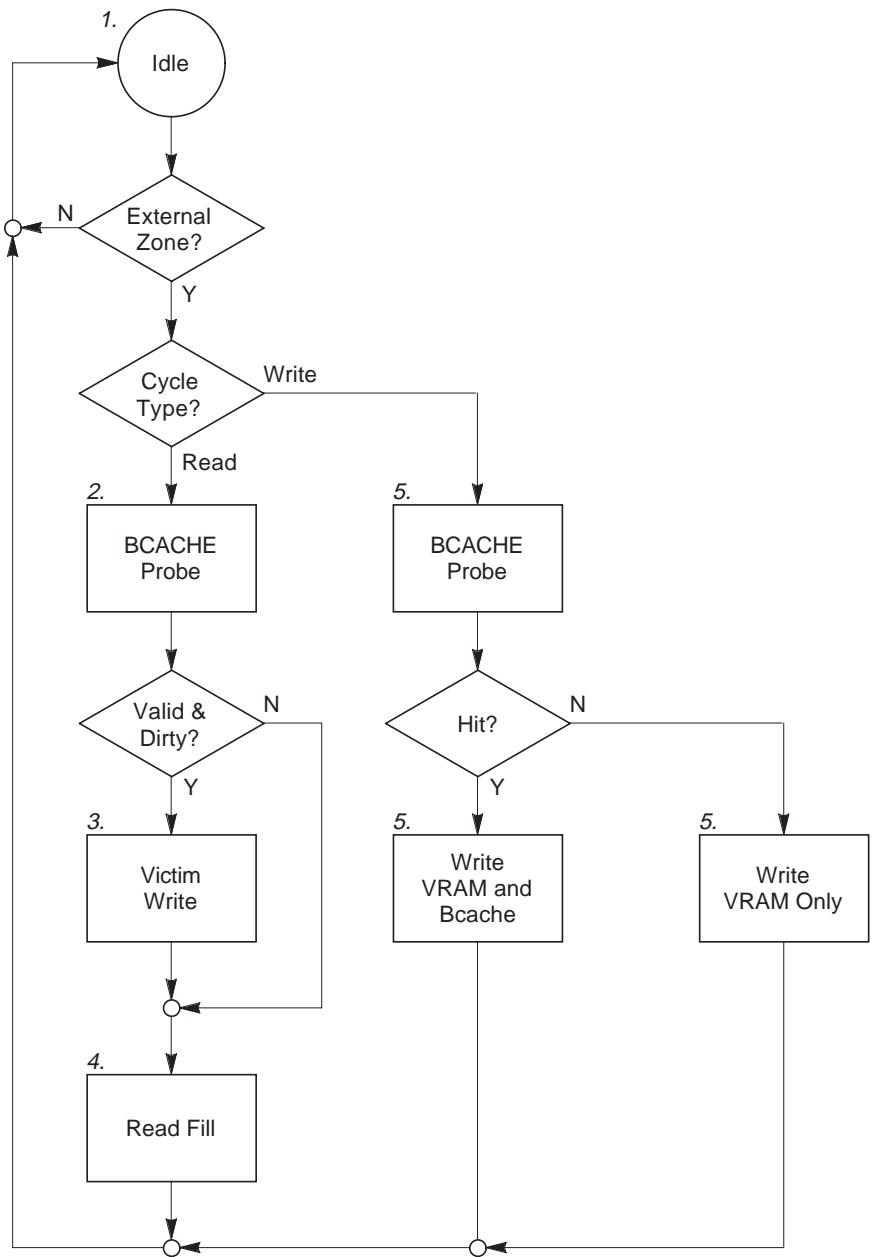 1.
Idle
N
External
Zone?
Y
Cycle
Type?
Write
Read
2.
BCACHE
Probe
5.
BCACHE
Probe
Valid &
Dirty?
N
Y
Hit?
N
Y
3.
Victim
Write
5.
Write
VRAM and
Bcache
5.
Write
VRAM Only
4.
Read Fill